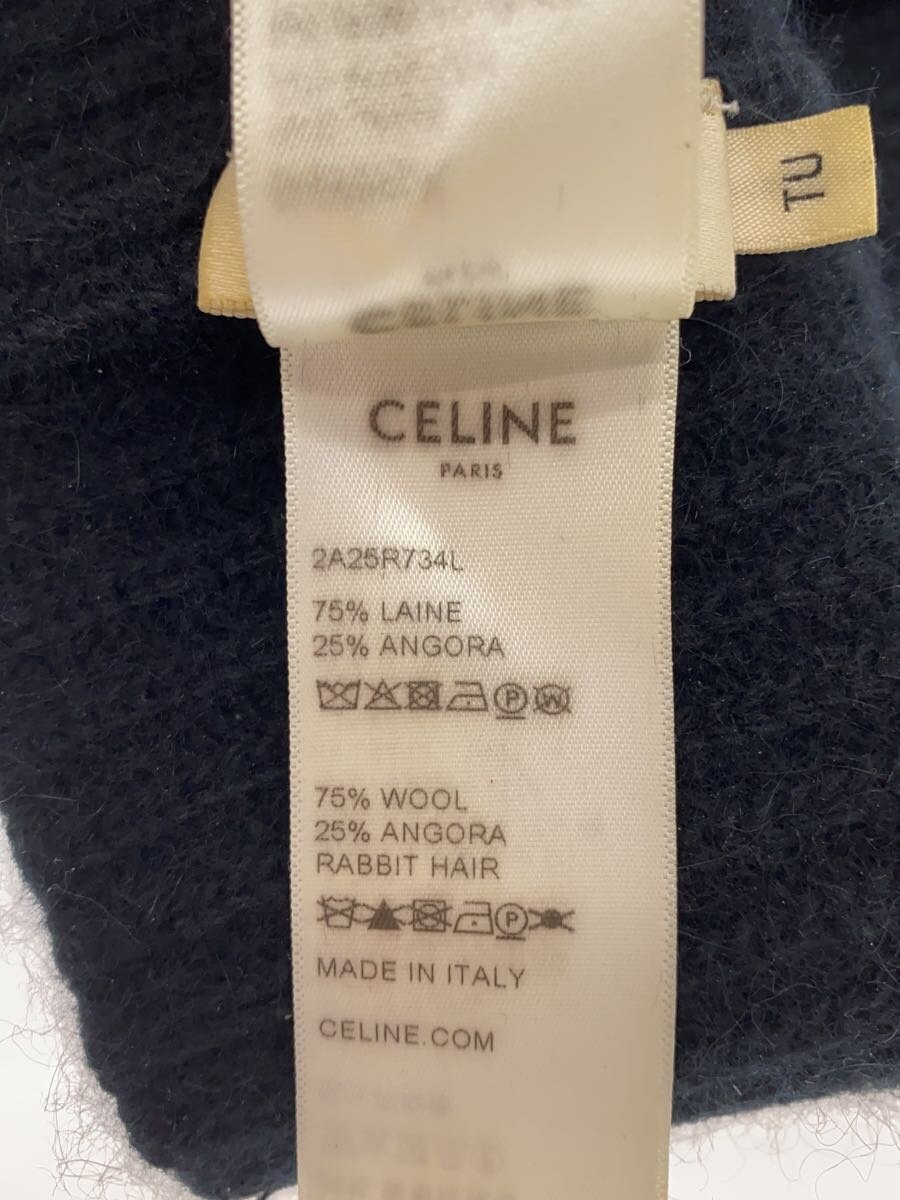 TU
CELINE
PARIS
2A25R734L
75% LAINE
25% ANGORA
75% WOOL
25% ANGORA
RABBIT HAIR
MADE IN ITALY
CELINE.COM